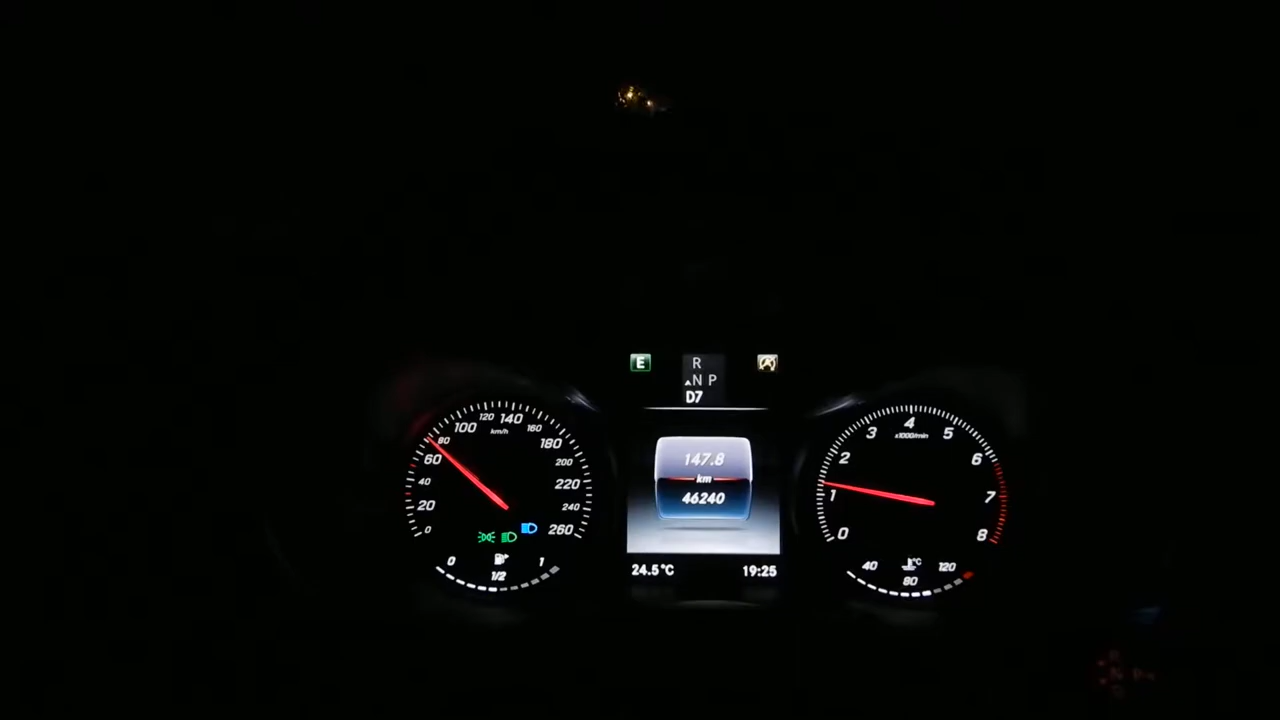 E
R
N P
D7
120 140
100 160
km/h
80 180
60 200
40 220
20 240
0 260
0 1
1/2
147.8
km
46240
24.5°C 19:25
4
3 5
x1000/min
2 6
1 7
0 8
°C
40 120
80